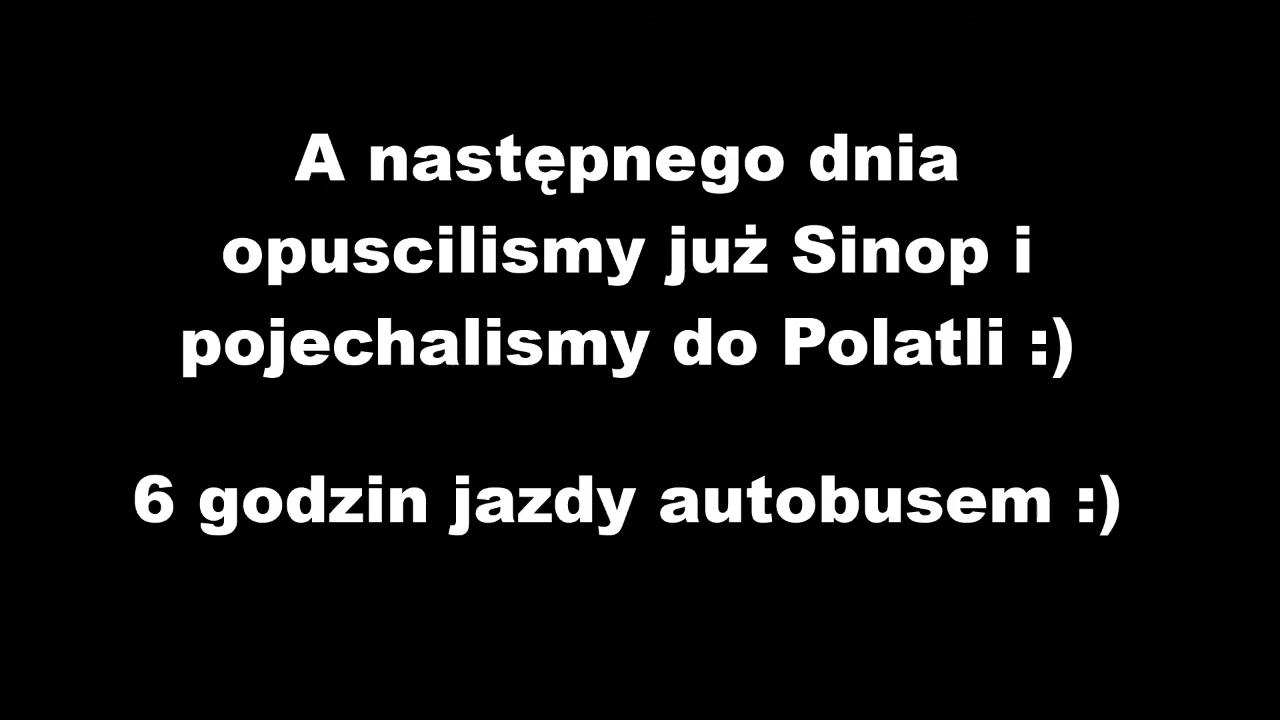 A następnego dnia
opuscilismy już Sinop i
pojechalismy do Polatli :)
6 godzin jazdy autobusem :)